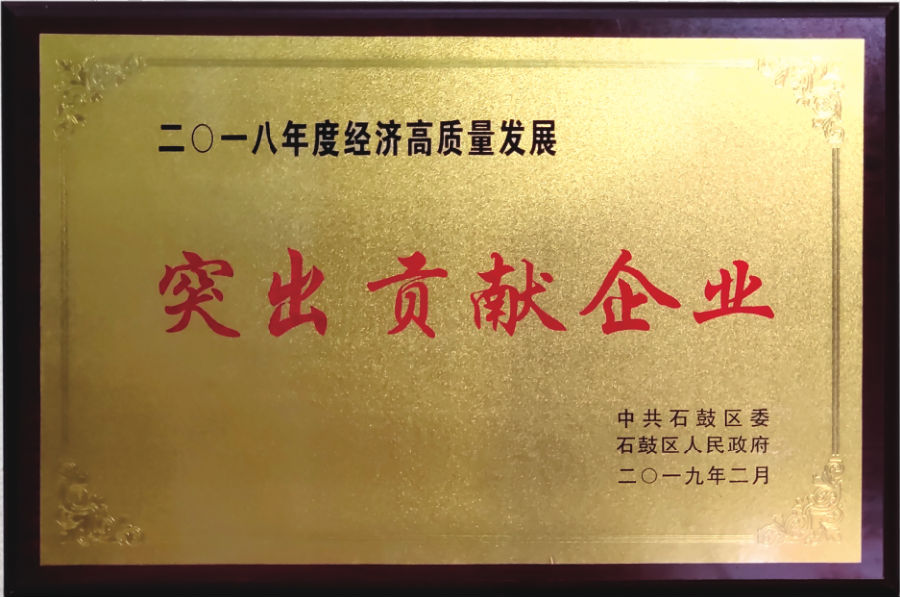 二〇一八年度经济高质量发展
突出贡献企业
中共石鼓区委
石鼓区人民政府
二〇一九年二月